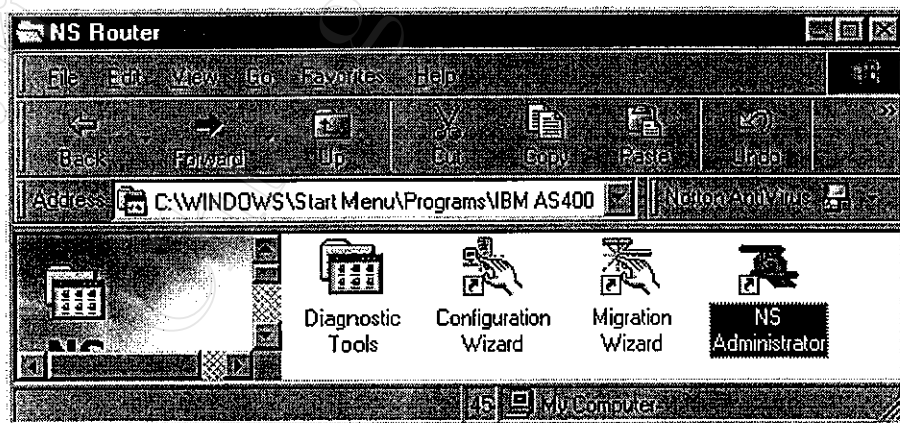 NS Router
File Edit View Go Favorites Help
Back Forward Up Cut Copy Paste Undo »
Address C:\WINDOWS\Start Menu\Programs\IBM AS400 Norton AntiVirus
Diagnostic Tools
Configuration Wizard
Migration Wizard
NS Administrator
NS
My Computer